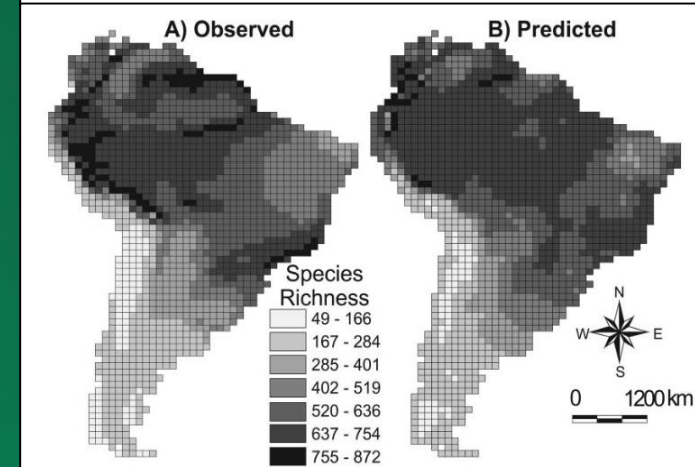 A) Observed
B) Predicted
Species
Richness
49 - 166
167 - 284
285 - 401
402 - 519
520 - 636
637 - 754
755 - 872
N
W E
S
0 1200 km